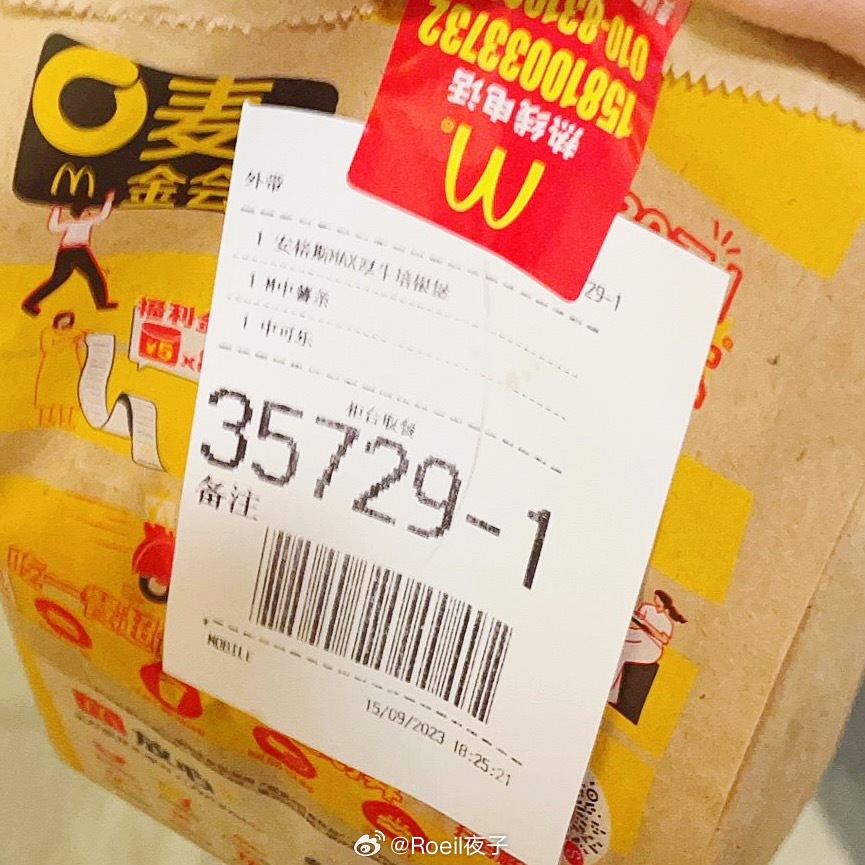 麦
金会
15810033732
热线电话
外带
29-1
1 安格斯MAX厚牛培根堡
1 M中薯条
1 中可乐
柜台取餐
35729-1
备注
MOBILE
15/09/2023 18:25:21
福利金
¥5
@Roeil夜子